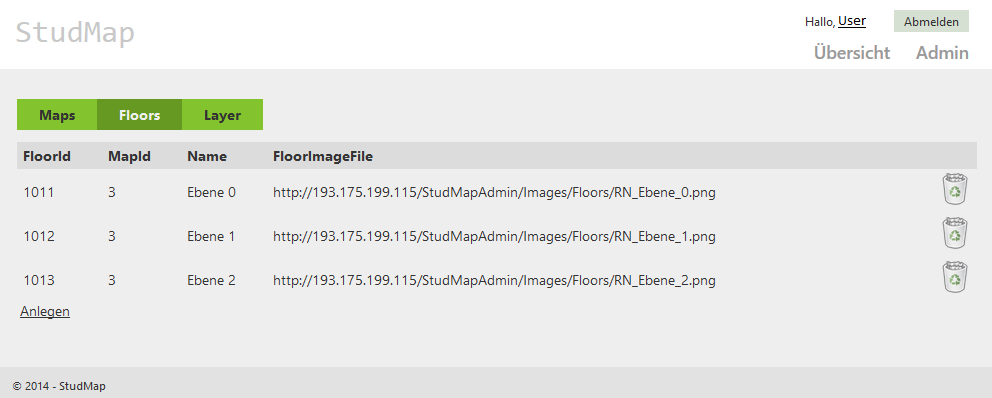 StudMap
Hallo, User
Abmelden
Übersicht Admin
Maps Floors Layer
FloorId MapId Name FloorImageFile
1011 3 Ebene 0 http://193.175.199.115/StudMapAdmin/Images/Floors/RN_Ebene_0.png
1012 3 Ebene 1 http://193.175.199.115/StudMapAdmin/Images/Floors/RN_Ebene_1.png
1013 3 Ebene 2 http://193.175.199.115/StudMapAdmin/Images/Floors/RN_Ebene_2.png
Anlegen
© 2014 - StudMap